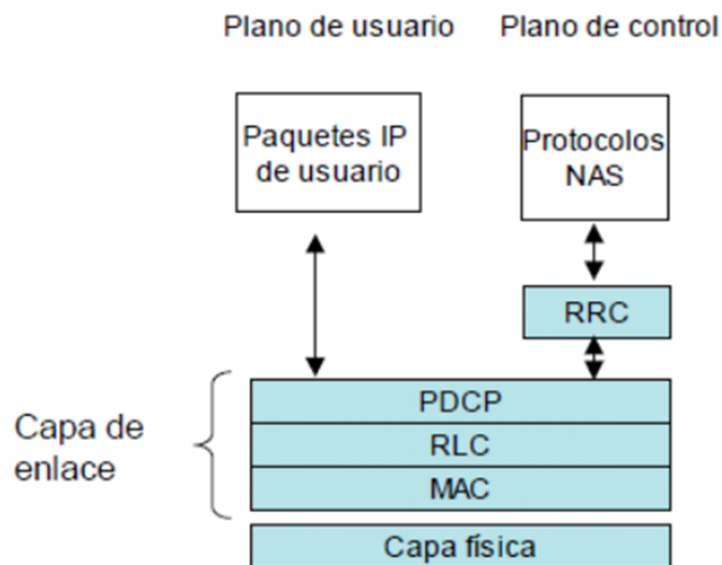 Plano de usuario
Plano de control
Paquetes IP
de usuario
Protocolos
NAS
RRC
PDCP
RLC
MAC
Capa de
enlace
Capa física